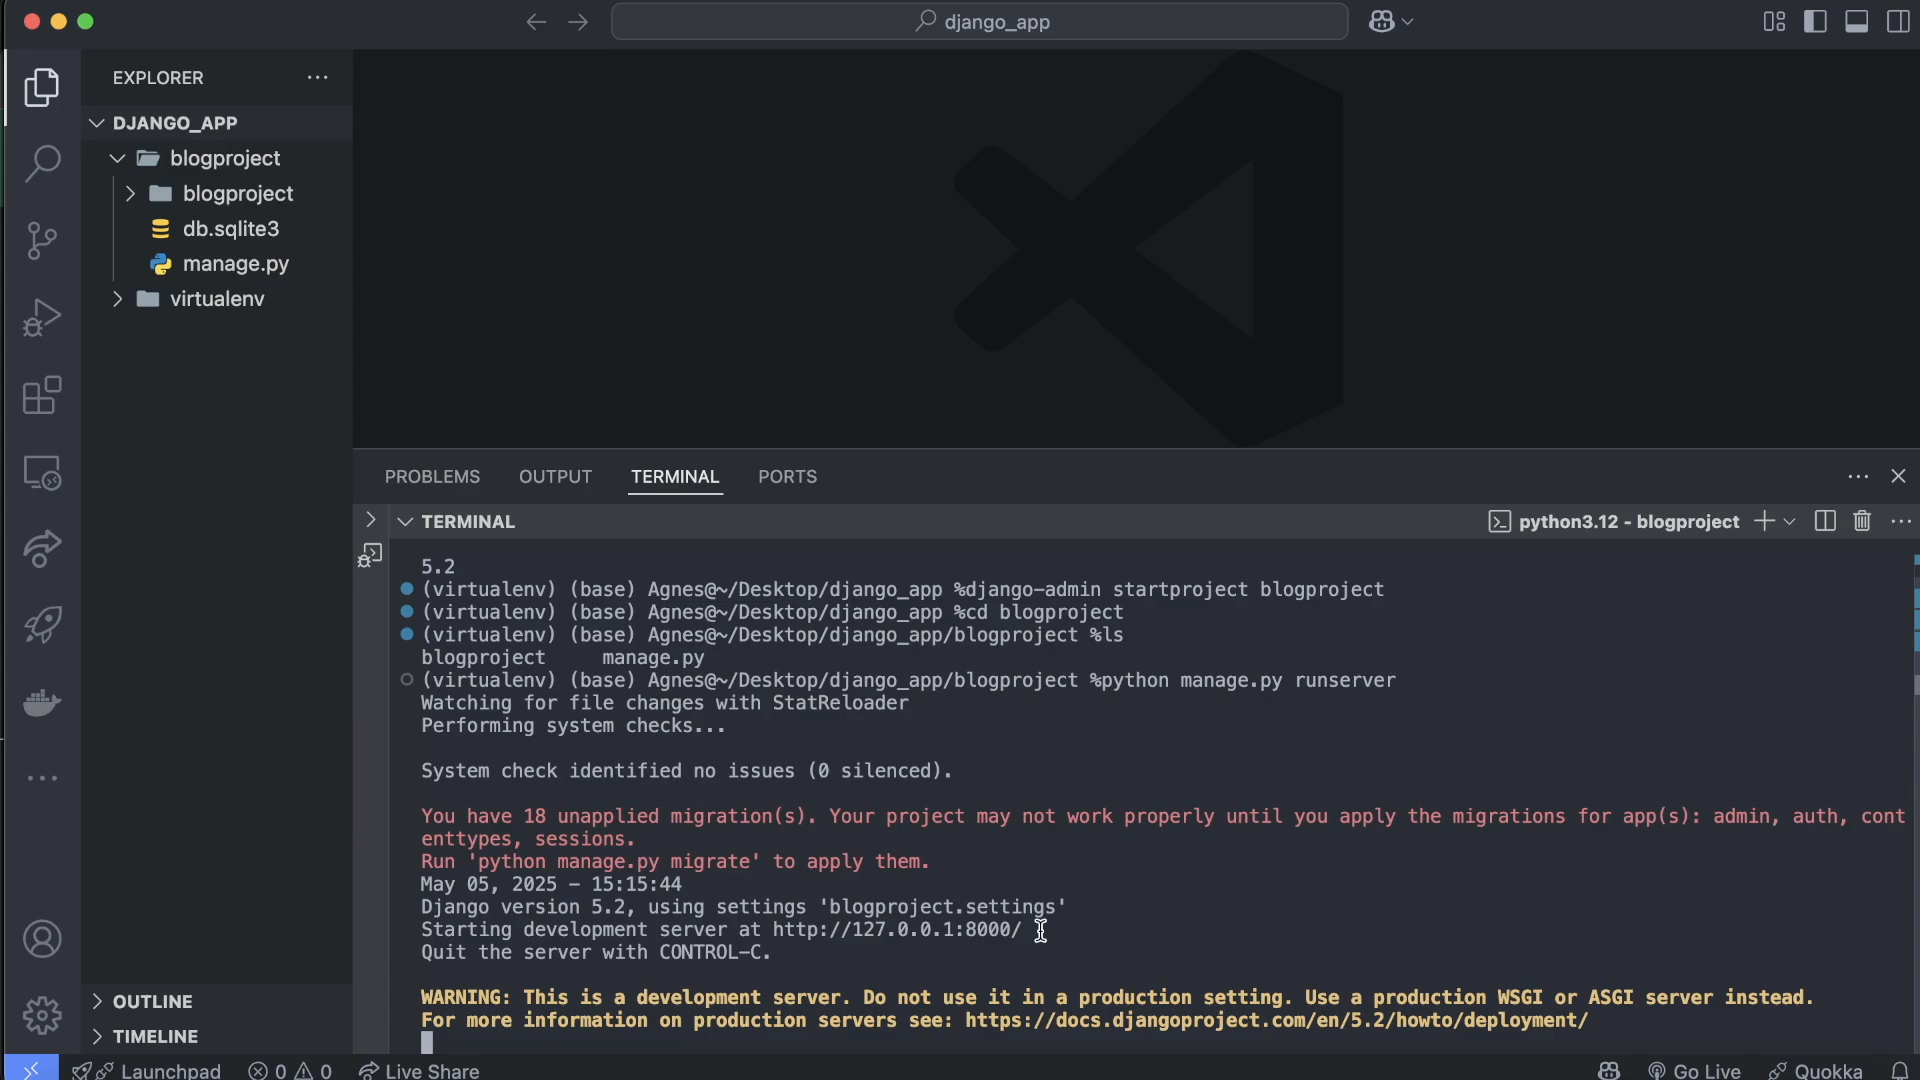 django_app
EXPLORER
DJANGO_APP
blogproject
blogproject
db.sqlite3
manage.py
virtualenv
OUTLINE
TIMELINE
PROBLEMS OUTPUT TERMINAL PORTS
TERMINAL
python3.12 - blogproject
5.2
(virtualenv) (base) Agnes@~/Desktop/django_app %django-admin startproject blogproject
(virtualenv) (base) Agnes@~/Desktop/django_app %cd blogproject
(virtualenv) (base) Agnes@~/Desktop/django_app/blogproject %ls
blogproject manage.py
(virtualenv) (base) Agnes@~/Desktop/django_app/blogproject %python manage.py runserver
Watching for file changes with StatReloader
Performing system checks...
System check identified no issues (0 silenced).
You have 18 unapplied migration(s). Your project may not work properly until you apply the migrations for app(s): admin, auth, cont
enttypes, sessions.
Run 'python manage.py migrate' to apply them.
May 05, 2025 - 15:15:44
Django version 5.2, using settings 'blogproject.settings'
Starting development server at http://127.0.0.1:8000/
Quit the server with CONTROL-C.
WARNING: This is a development server. Do not use it in a production setting. Use a production WSGI or ASGI server instead.
For more information on production servers see: https://docs.djangoproject.com/en/5.2/howto/deployment/
Launchpad 0 0 Live Share Go Live Quokka